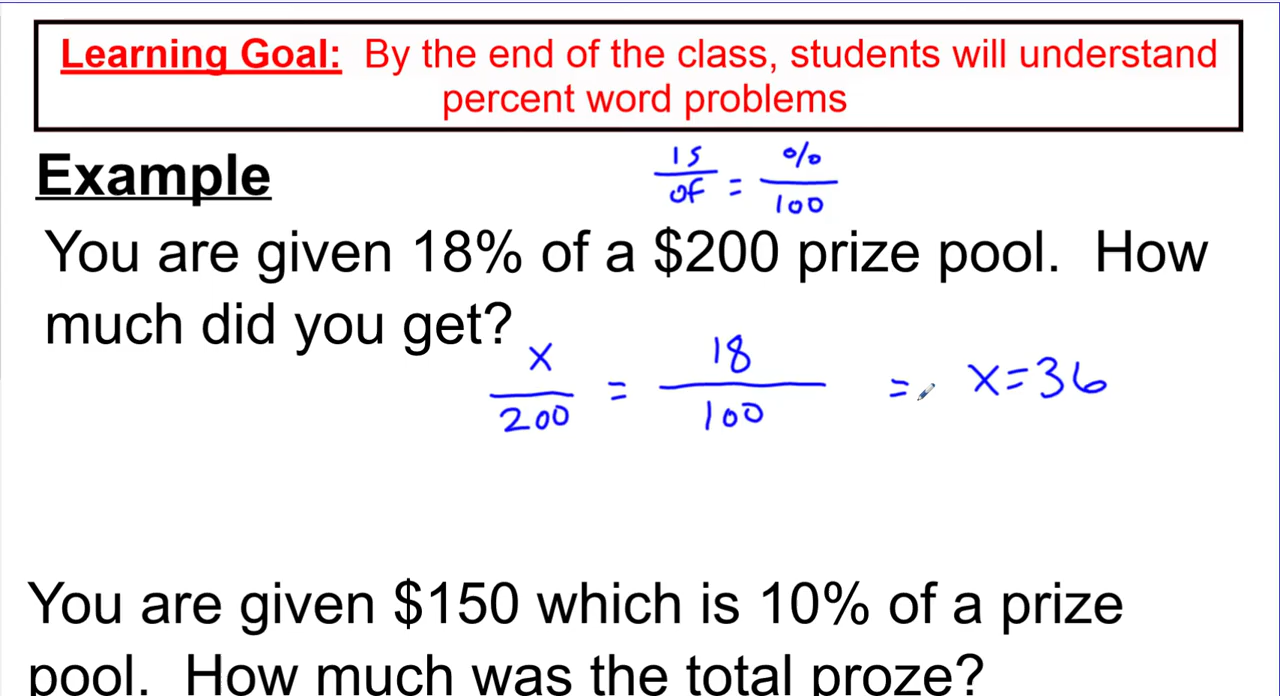 Learning Goal: By the end of the class, students will understand
percent word problems
Example
is/of = %/100
You are given 18% of a $200 prize pool. How
much did you get?
x/200 = 18/100 = x=36
You are given $150 which is 10% of a prize
pool. How much was the total proze?